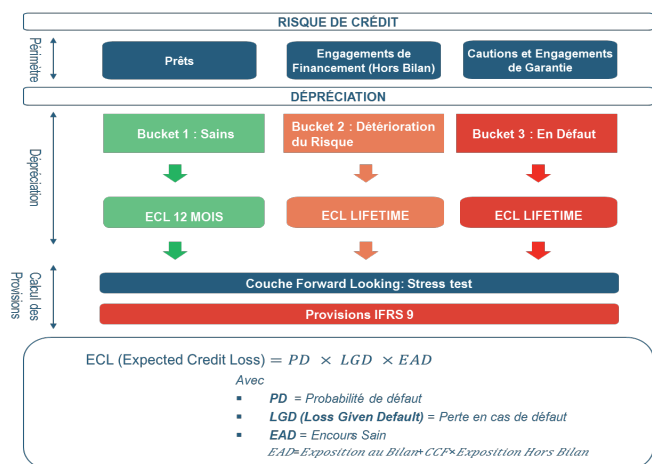 RISQUE DE CRÉDIT
Périmètre
Prêts
Engagements de
Financement (Hors Bilan)
Cautions et Engagements
de Garantie
DÉPRÉCIATION
Dépréciation
Bucket 1 : Sains
Bucket 2 : Détérioration
du Risque
Bucket 3 : En Défaut
ECL 12 MOIS
ECL LIFETIME
ECL LIFETIME
Calcul des
Provisions
Couche Forward Looking: Stress test
Provisions IFRS 9
ECL (Expected Credit Loss) = PD × LGD × EAD
Avec
▪ PD = Probabilité de défaut
▪ LGD (Loss Given Default) = Perte en cas de défaut
▪ EAD = Encours Sain
EAD=Exposition au Bilan+CCF×Exposition Hors Bilan